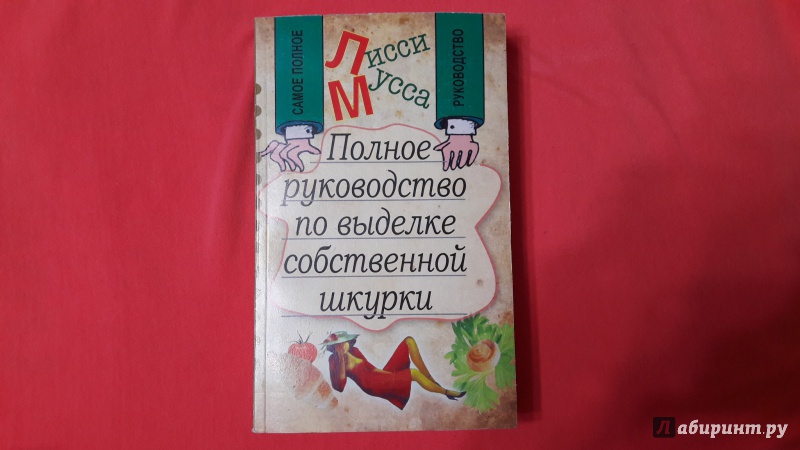 САМОЕ ПОЛНОЕ
Лисси
Мусса
РУКОВОДСТВО
Полное
руководство
по выделке
собственной
шкурки
Лабиринт.ру